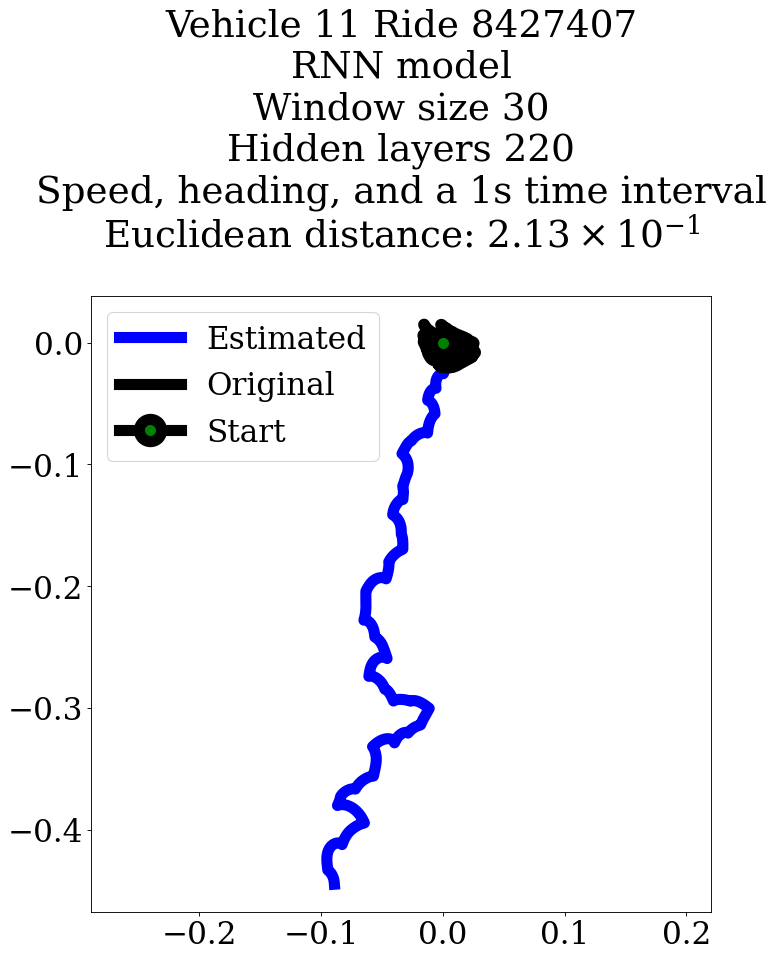 Vehicle 11 Ride 8427407
RNN model
Window size 30
Hidden layers 220
Speed, heading, and a 1s time interval
Euclidean distance: 2.13 × 10⁻¹
Estimated
Original
Start
0.0
−0.1
−0.2
−0.3
−0.4
−0.2 −0.1 0.0 0.1 0.2